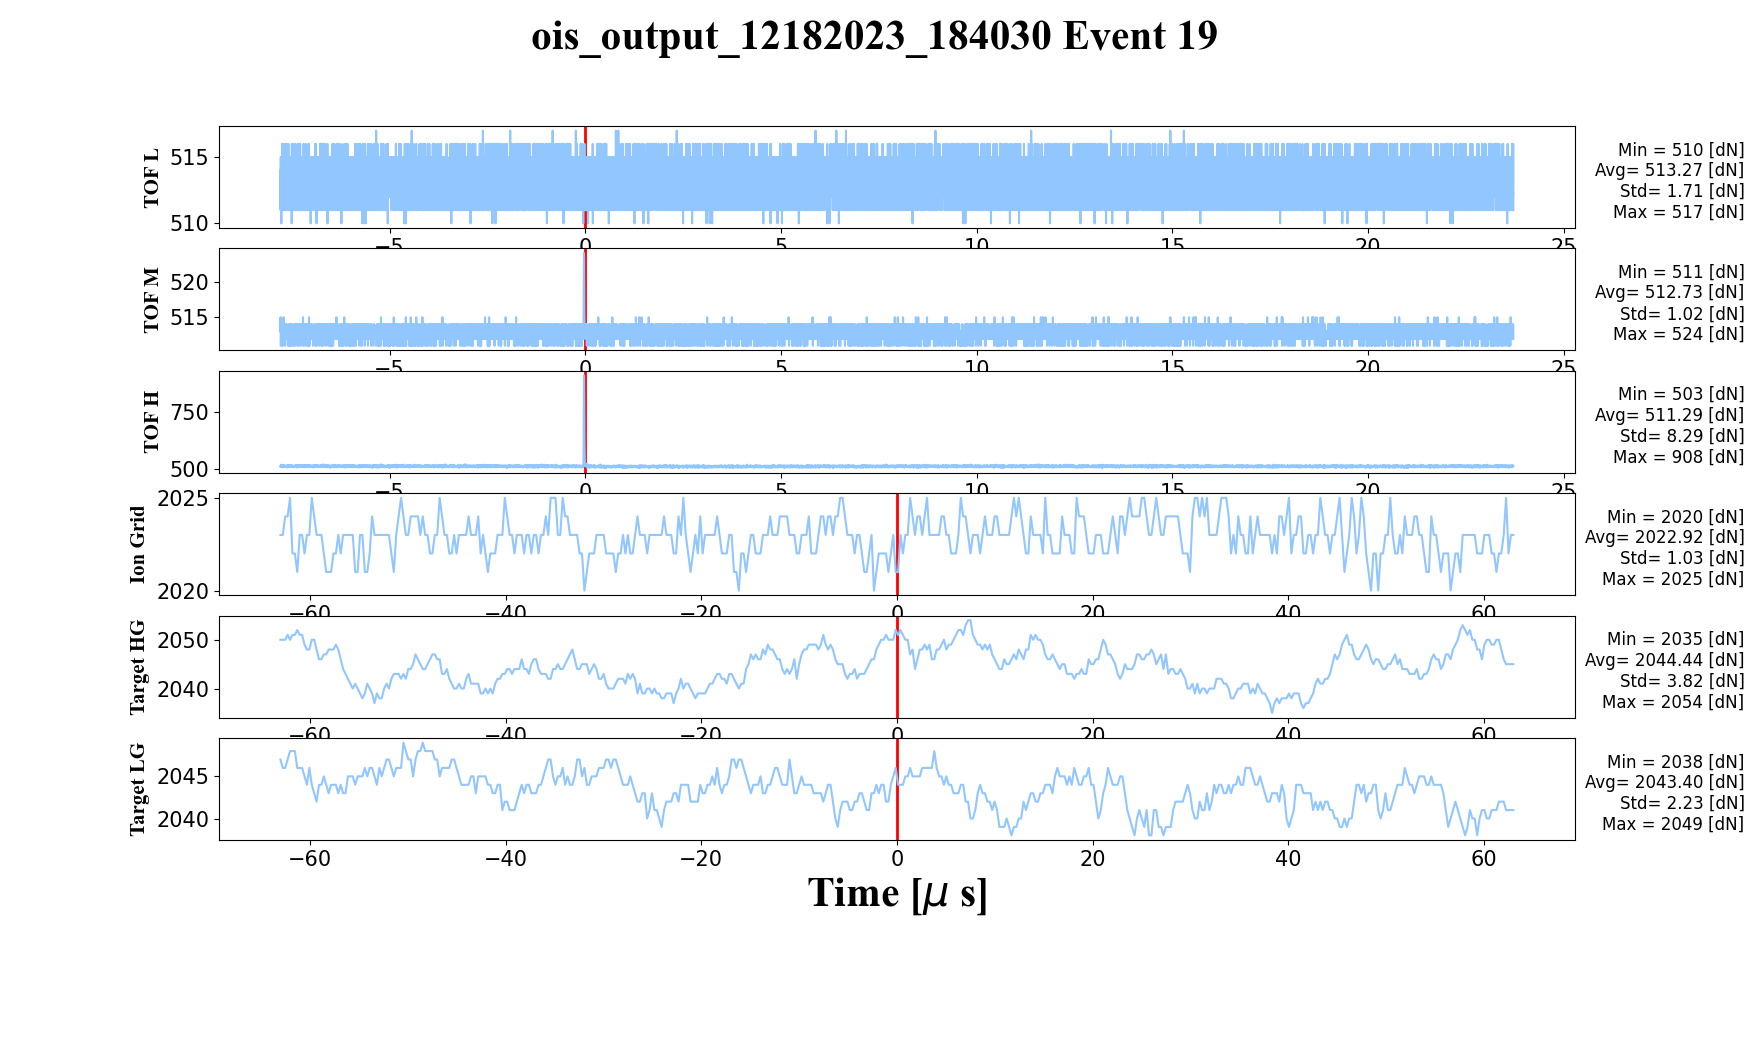 ois_output_12182023_184030 Event 19
TOF L
515
510
−5
0
5
10
15
20
25
Min = 510 [dN]
Avg= 513.27 [dN]
Std= 1.71 [dN]
Max = 517 [dN]
TOF M
520
515
−5
0
5
10
15
20
25
Min = 511 [dN]
Avg= 512.73 [dN]
Std= 1.02 [dN]
Max = 524 [dN]
TOF H
750
500
−5
0
5
10
15
20
25
Min = 503 [dN]
Avg= 511.29 [dN]
Std= 8.29 [dN]
Max = 908 [dN]
Ion Grid
2025
2020
−60
−40
−20
0
20
40
60
Min = 2020 [dN]
Avg= 2022.92 [dN]
Std= 1.03 [dN]
Max = 2025 [dN]
Target HG
2050
2040
−60
−40
−20
0
20
40
60
Min = 2035 [dN]
Avg= 2044.44 [dN]
Std= 3.82 [dN]
Max = 2054 [dN]
Target LG
2045
2040
−60
−40
−20
0
20
40
60
Min = 2038 [dN]
Avg= 2043.40 [dN]
Std= 2.23 [dN]
Max = 2049 [dN]
Time [μ s]